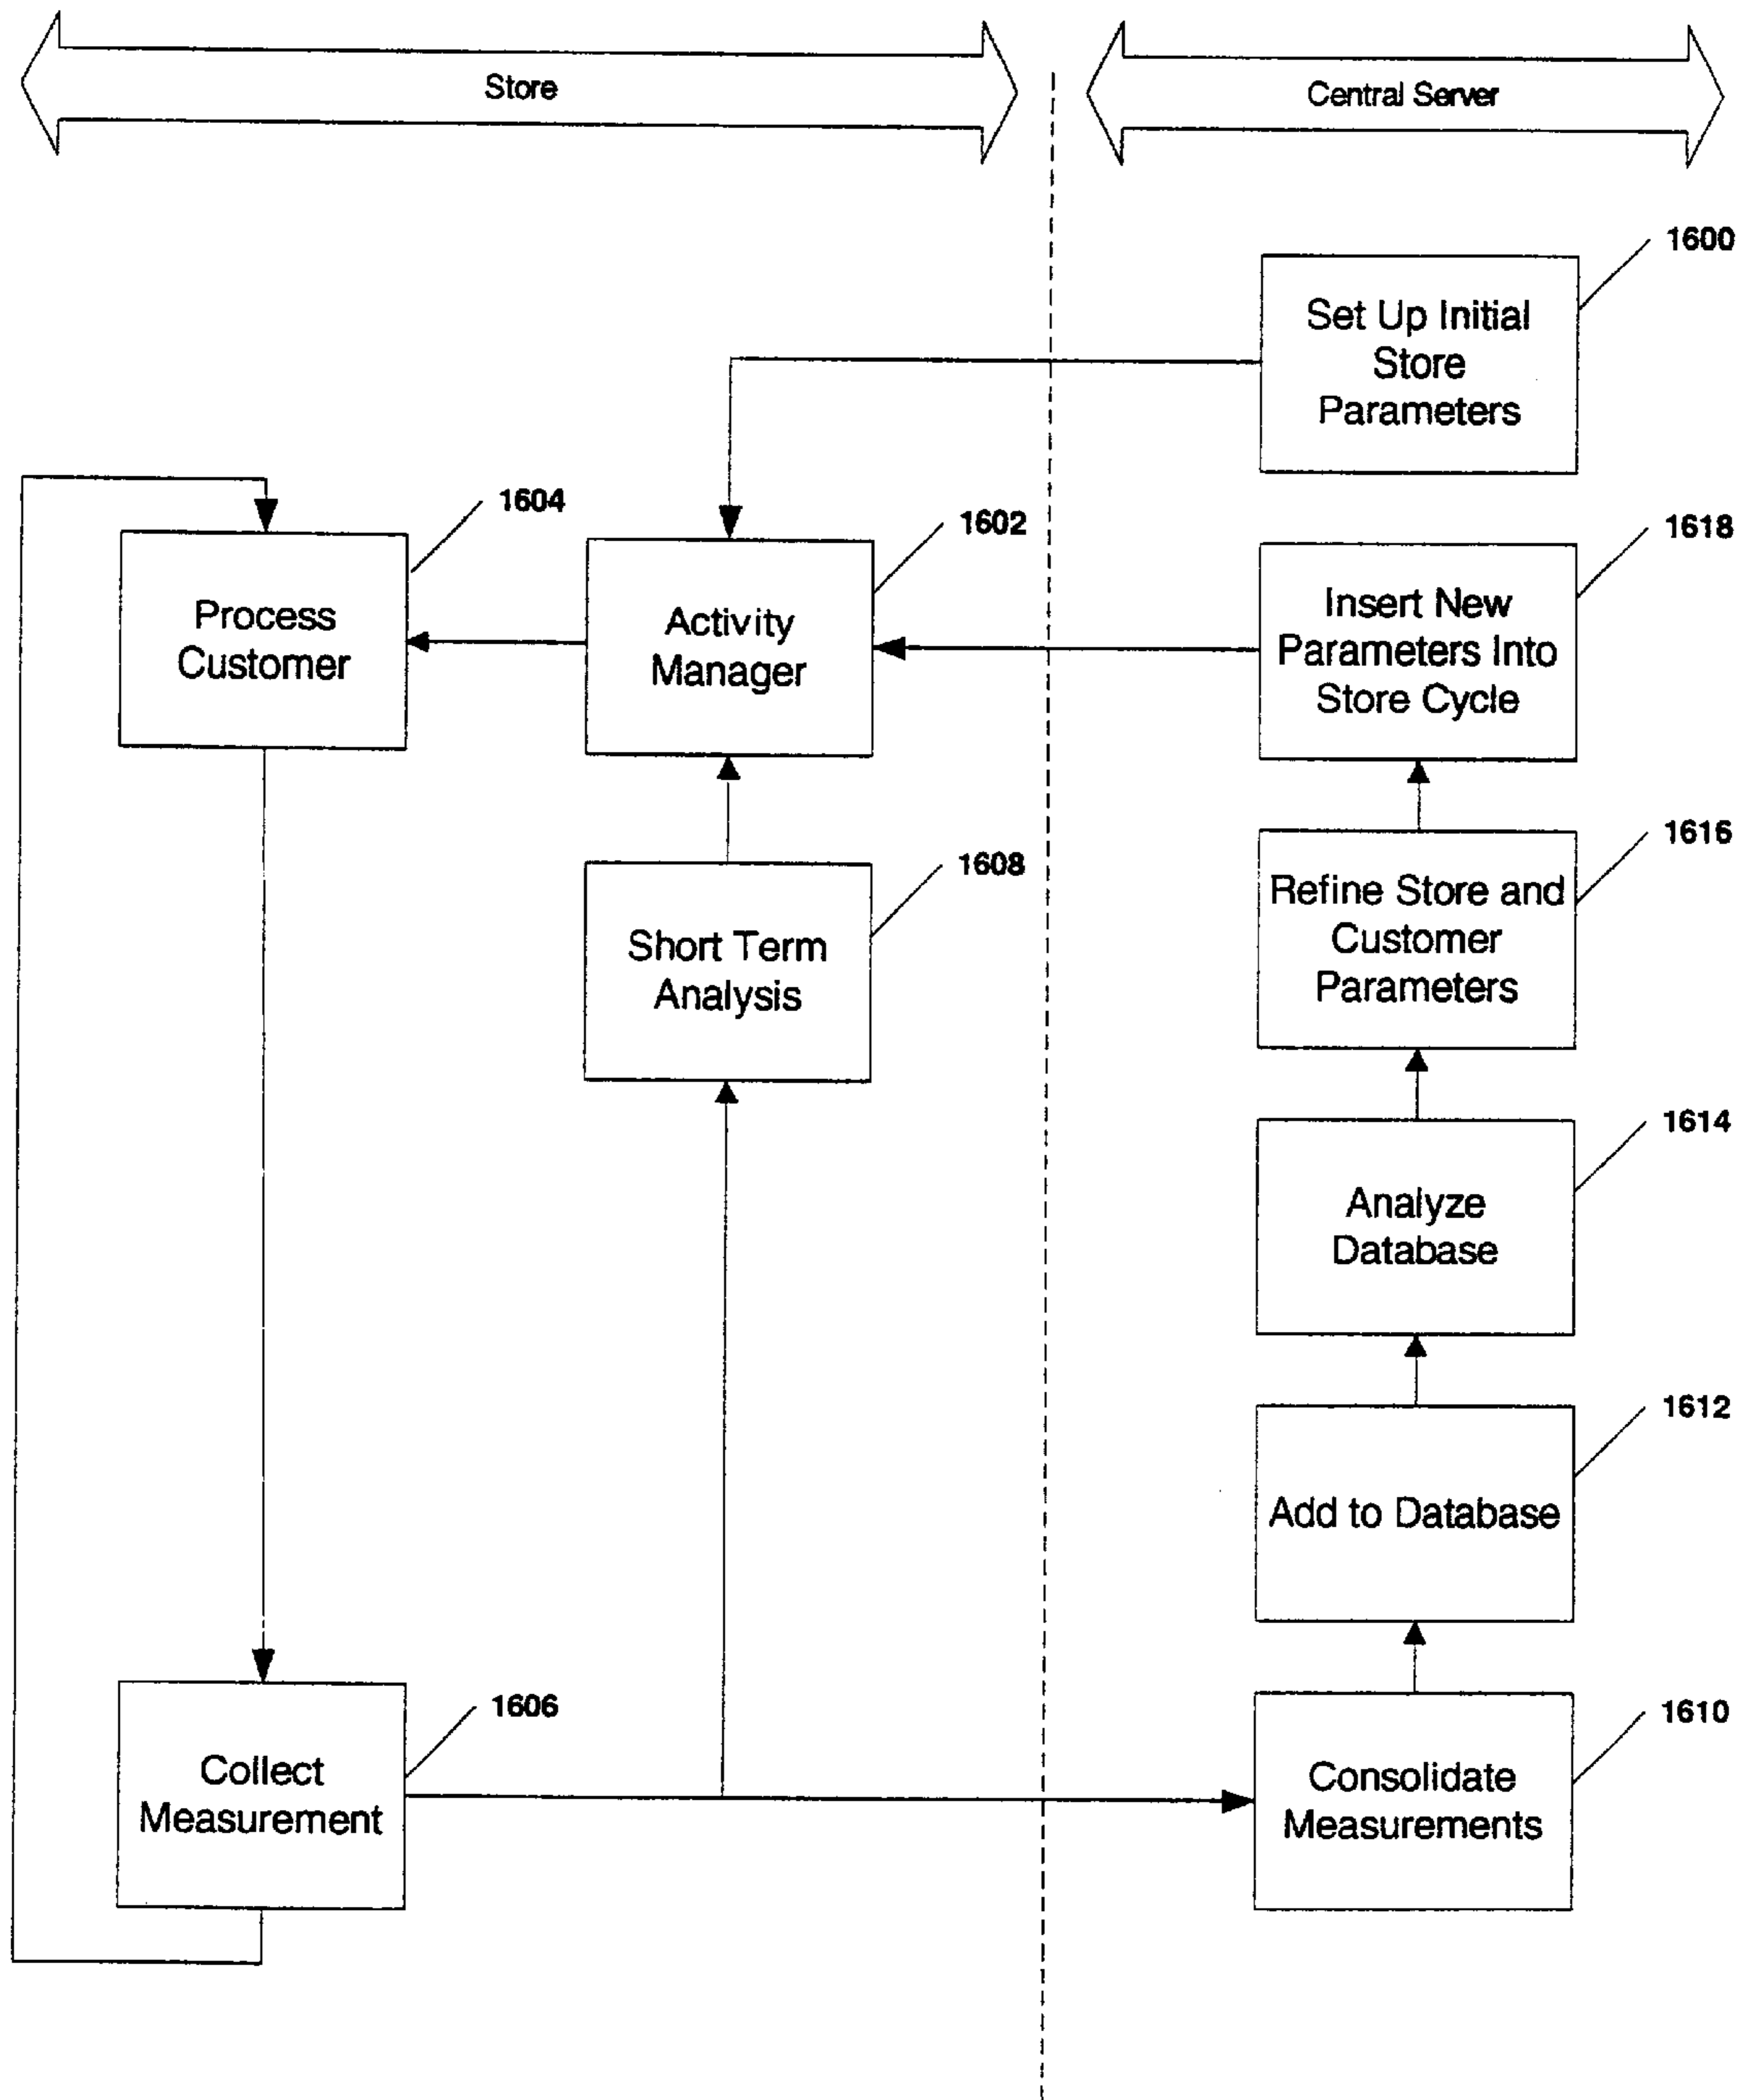 Store
Central Server
1600
Set Up Initial
Store
Parameters
1604
Process
Customer
1602
Activity
Manager
1618
Insert New
Parameters Into
Store Cycle
1608
Short Term
Analysis
1616
Refine Store and
Customer
Parameters
1614
Analyze
Database
1612
Add to Database
1606
Collect
Measurement
1610
Consolidate
Measurements